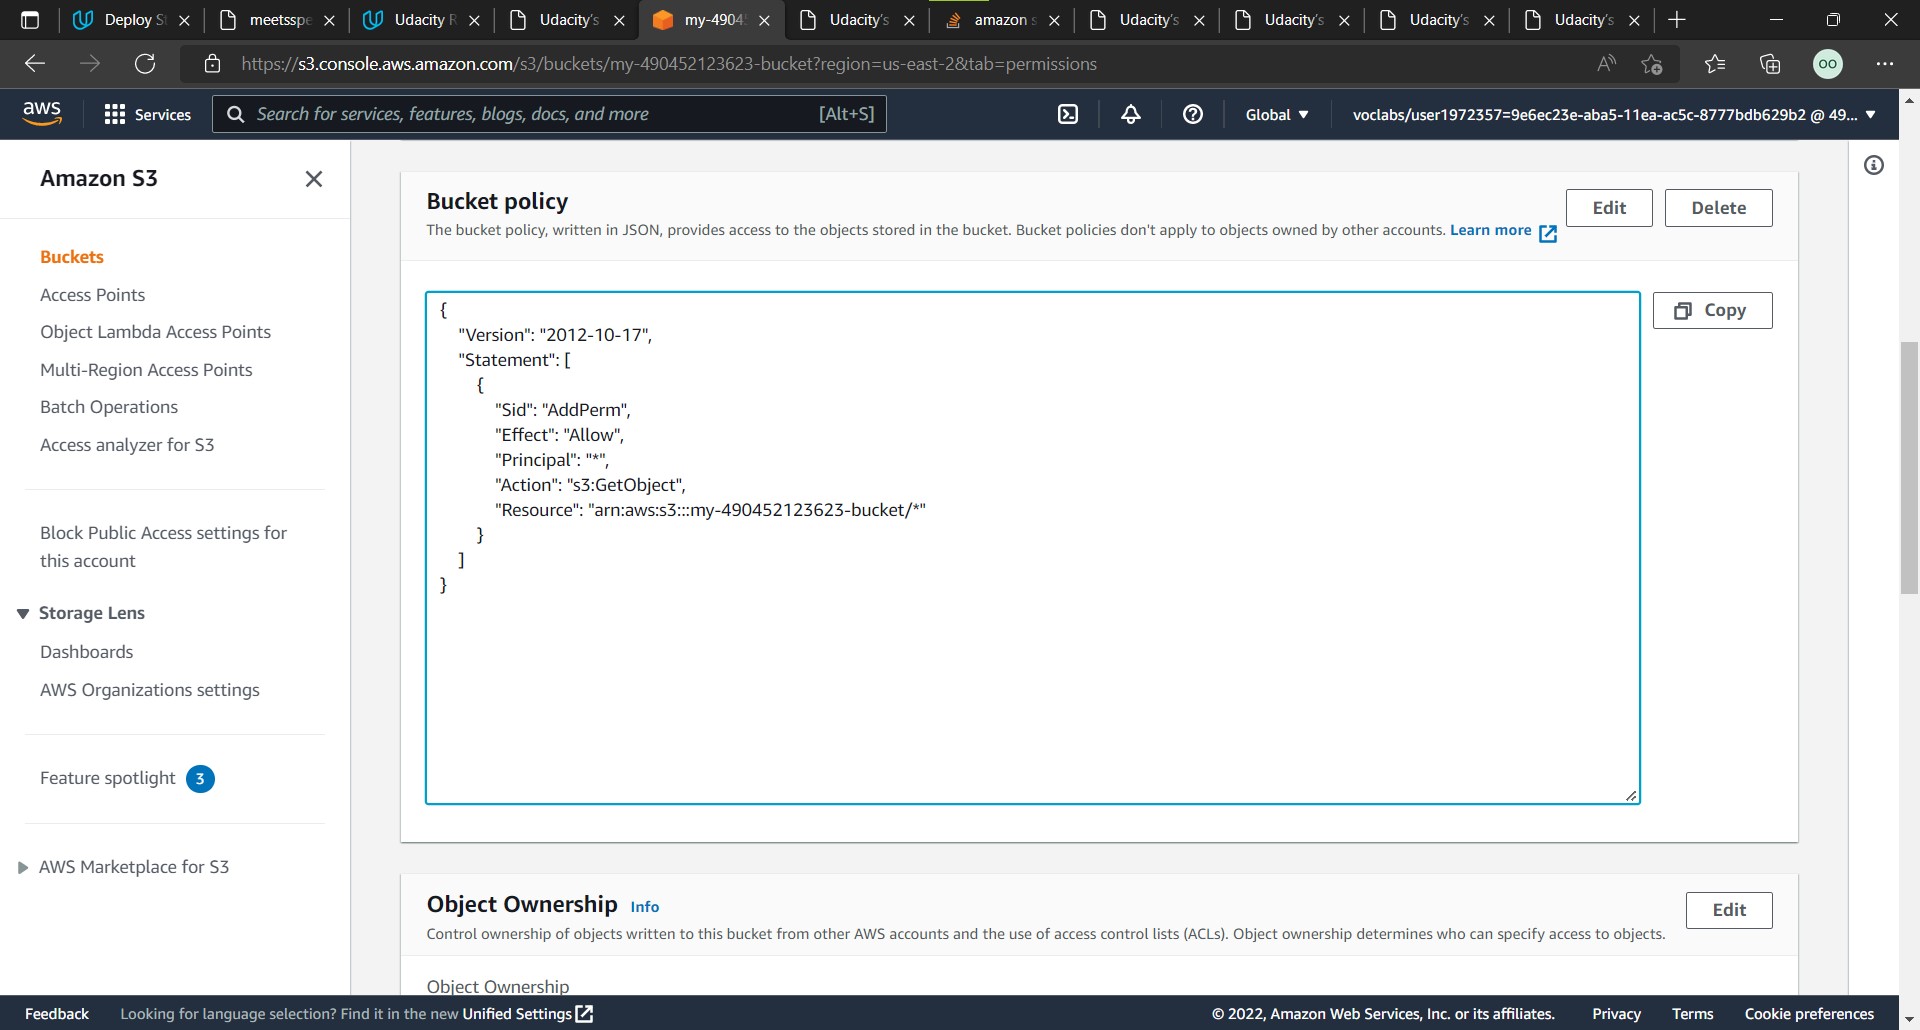 Deploy S
meetsspe
Udacity R
Udacity's
my-4904
Udacity's
amazon s
Udacity's
Udacity's
Udacity's
Udacity's
https://s3.console.aws.amazon.com/s3/buckets/my-490452123623-bucket?region=us-east-2&tab=permissions
OO
aws
Services
Search for services, features, blogs, docs, and more
[Alt+S]
Global
voclabs/user1972357=9e6ec23e-aba5-11ea-ac5c-8777bdb629b2 @ 49...
Amazon S3
Buckets
Access Points
Object Lambda Access Points
Multi-Region Access Points
Batch Operations
Access analyzer for S3
Block Public Access settings for
this account
Storage Lens
Dashboards
AWS Organizations settings
Feature spotlight 3
AWS Marketplace for S3
Bucket policy
Edit
Delete
The bucket policy, written in JSON, provides access to the objects stored in the bucket. Bucket policies don't apply to objects owned by other accounts. Learn more
Copy
{
"Version": "2012-10-17",
"Statement": [
{
"Sid": "AddPerm",
"Effect": "Allow",
"Principal": "*",
"Action": "s3:GetObject",
"Resource": "arn:aws:s3:::my-490452123623-bucket/*"
}
]
}
Object Ownership Info
Edit
Control ownership of objects written to this bucket from other AWS accounts and the use of access control lists (ACLs). Object ownership determines who can specify access to objects.
Object Ownership
Feedback
Looking for language selection? Find it in the new Unified Settings
© 2022, Amazon Web Services, Inc. or its affiliates.
Privacy
Terms
Cookie preferences